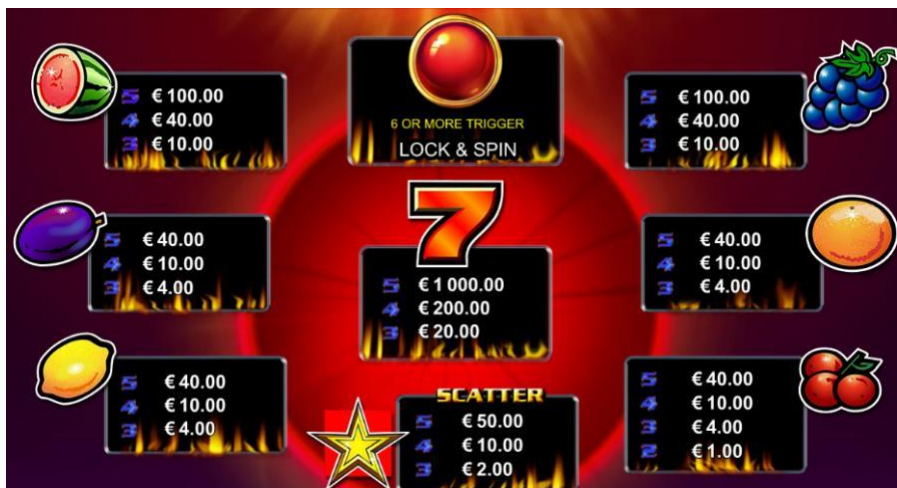 5 € 100.00
4 € 40.00
3 € 10.00
6 OR MORE TRIGGER
LOCK & SPIN
5 € 100.00
4 € 40.00
3 € 10.00
5 € 40.00
4 € 10.00
3 € 4.00
7
5 € 1 000.00
4 € 200.00
3 € 20.00
5 € 40.00
4 € 10.00
3 € 4.00
5 € 40.00
4 € 10.00
3 € 4.00
SCATTER
5 € 50.00
4 € 10.00
3 € 2.00
5 € 40.00
4 € 10.00
3 € 4.00
2 € 1.00